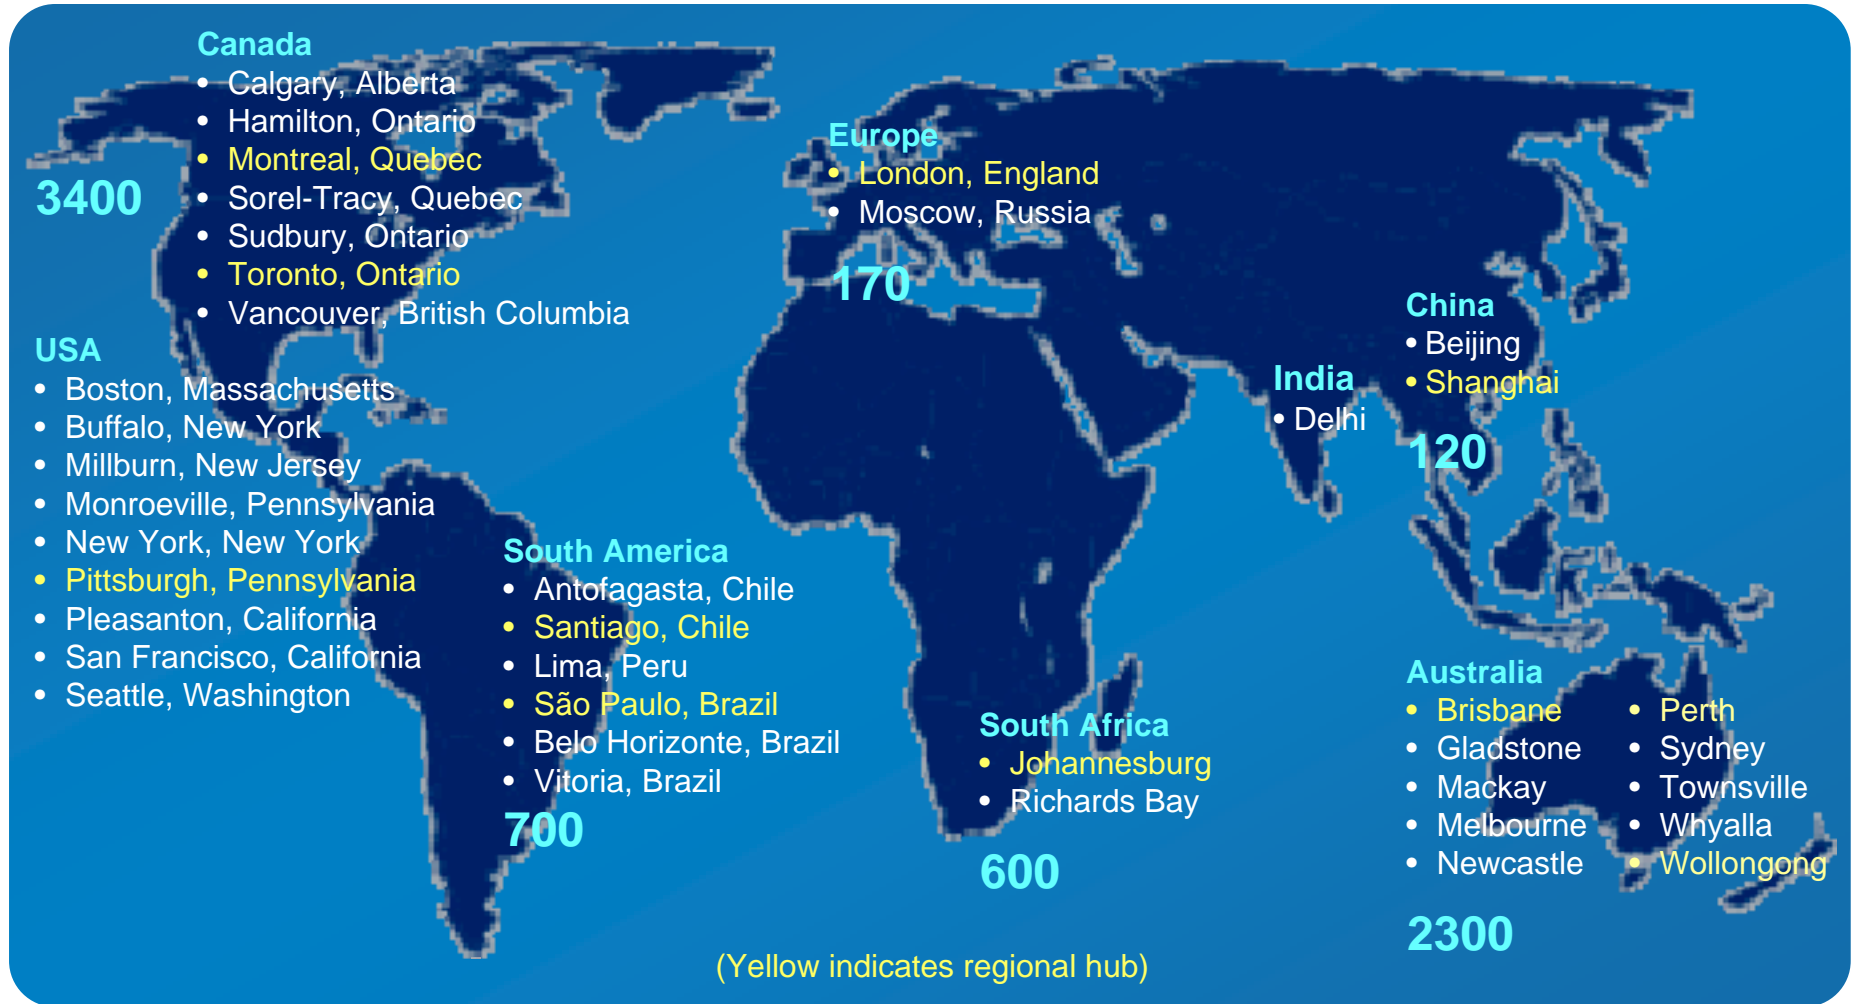 Canada
• Calgary, Alberta
• Hamilton, Ontario
• Montreal, Quebec
• Sorel-Tracy, Quebec
• Sudbury, Ontario
• Toronto, Ontario
• Vancouver, British Columbia
3400
USA
• Boston, Massachusetts
• Buffalo, New York
• Millburn, New Jersey
• Monroeville, Pennsylvania
• New York, New York
• Pittsburgh, Pennsylvania
• Pleasanton, California
• San Francisco, California
• Seattle, Washington
South America
• Antofagasta, Chile
• Santiago, Chile
• Lima, Peru
• São Paulo, Brazil
• Belo Horizonte, Brazil
• Vitoria, Brazil
700
Europe
• London, England
• Moscow, Russia
170
South Africa
• Johannesburg
• Richards Bay
600
India
• Delhi
China
• Beijing
• Shanghai
120
Australia
• Brisbane
• Gladstone
• Mackay
• Melbourne
• Newcastle
• Perth
• Sydney
• Townsville
• Whyalla
• Wollongong
2300
(Yellow indicates regional hub)